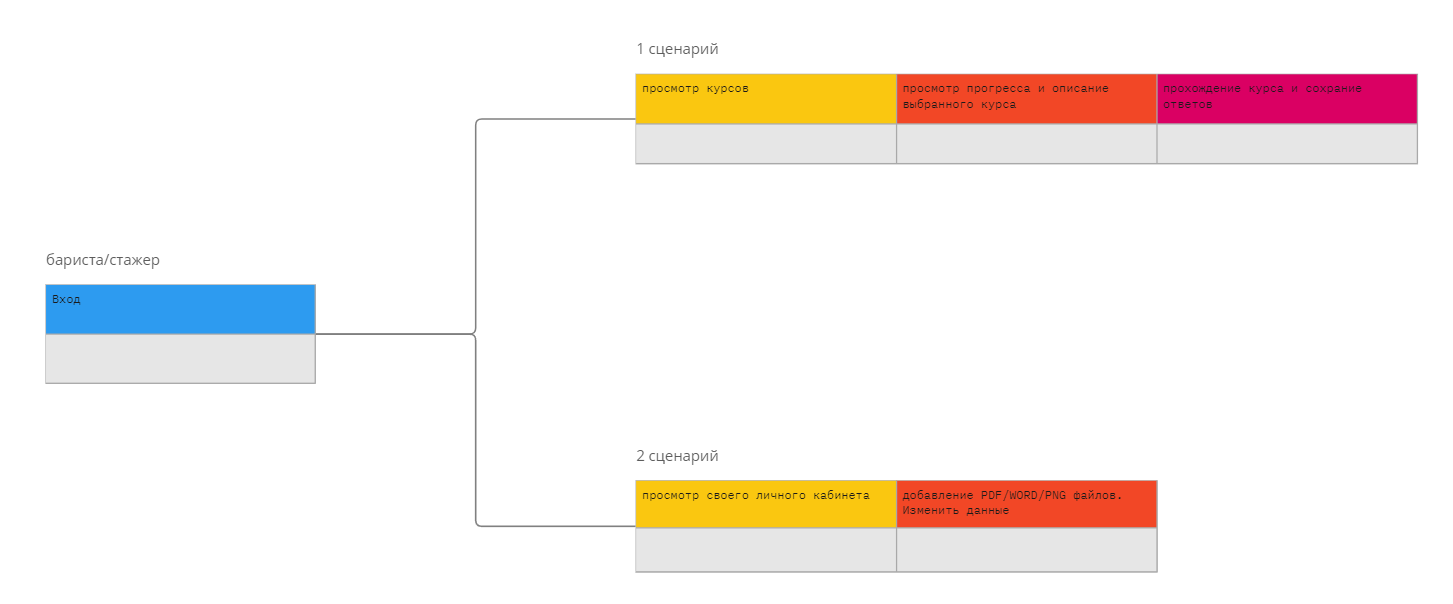 1 сценарий
просмотр курсов
просмотр прогресса и описание
выбранного курса
прохождение курса и сохрание
ответов
бариста/стажер
Вход
2 сценарий
просмотр своего личного кабинета
добавление PDF/WORD/PNG файлов.
Изменить данные